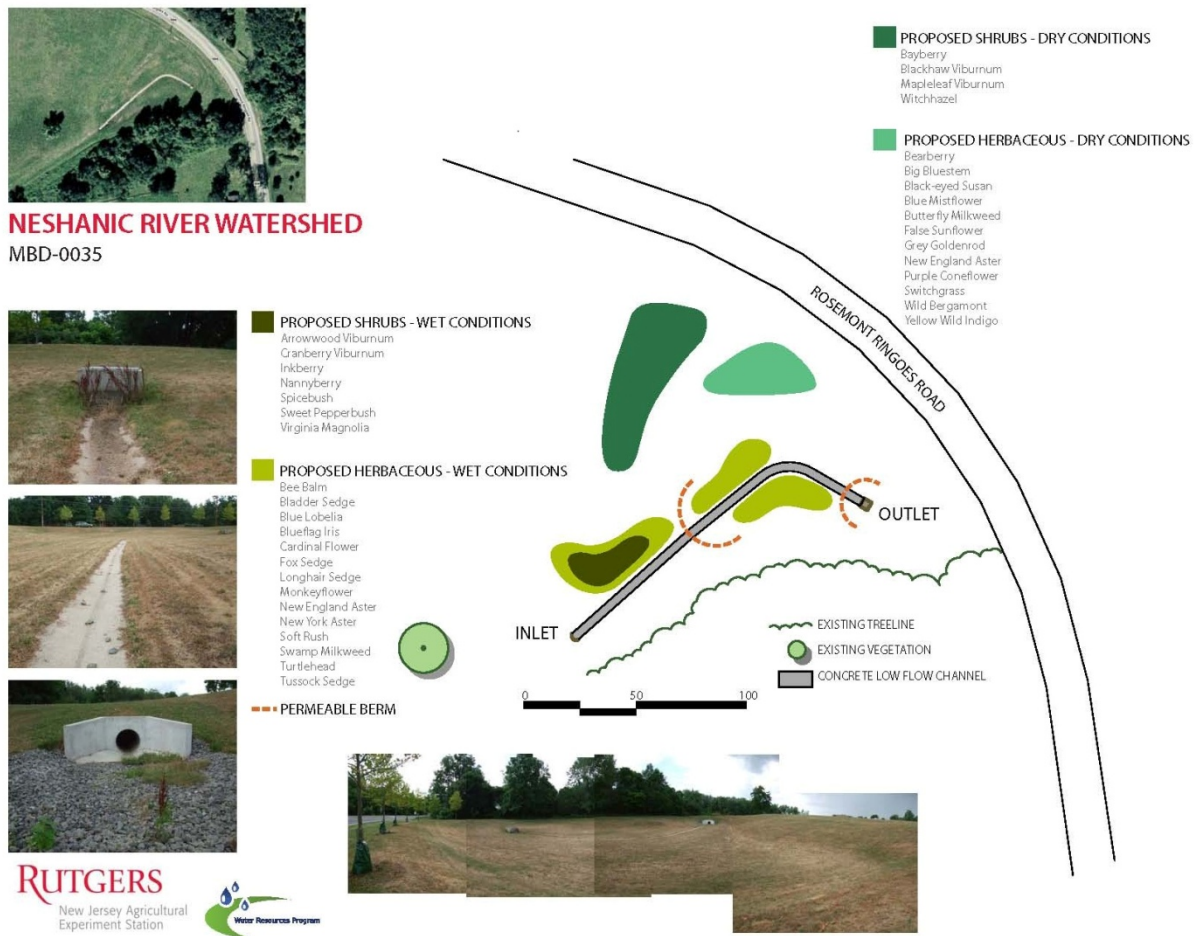 NESHANIC RIVER WATERSHED
MBD-0035
PROPOSED SHRUBS - DRY CONDITIONS
Bayberry
Blackhaw Viburnum
Mapleleaf Viburnum
Witchhazel
PROPOSED HERBACEOUS - DRY CONDITIONS
Bearberry
Big Bluestem
Black-eyed Susan
Blue Mistflower
Butterfly Milkweed
False Sunflower
Grey Goldenrod
New England Aster
Purple Coneflower
Switchgrass
Wild Bergamont
Yellow Wild Indigo
PROPOSED SHRUBS - WET CONDITIONS
Arrowwood Viburnum
Cranberry Viburnum
Inkberry
Nannyberry
Spicebush
Sweet Pepperbush
Virginia Magnolia
PROPOSED HERBACEOUS - WET CONDITIONS
Bee Balm
Bladder Sedge
Blue Lobelia
Blueflag Iris
Cardinal Flower
Fox Sedge
Longhair Sedge
Monkeyflower
New England Aster
New York Aster
Soft Rush
Swamp Milkweed
Turtlehead
Tussock Sedge
PERMEABLE BERM
ROSEMONT RINGOES ROAD
OUTLET
INLET
EXISTING TREELINE
EXISTING VEGETATION
CONCRETE LOW FLOW CHANNEL
0 50 100
RUTGERS
New Jersey Agricultural
Experiment Station
Water Resources Program